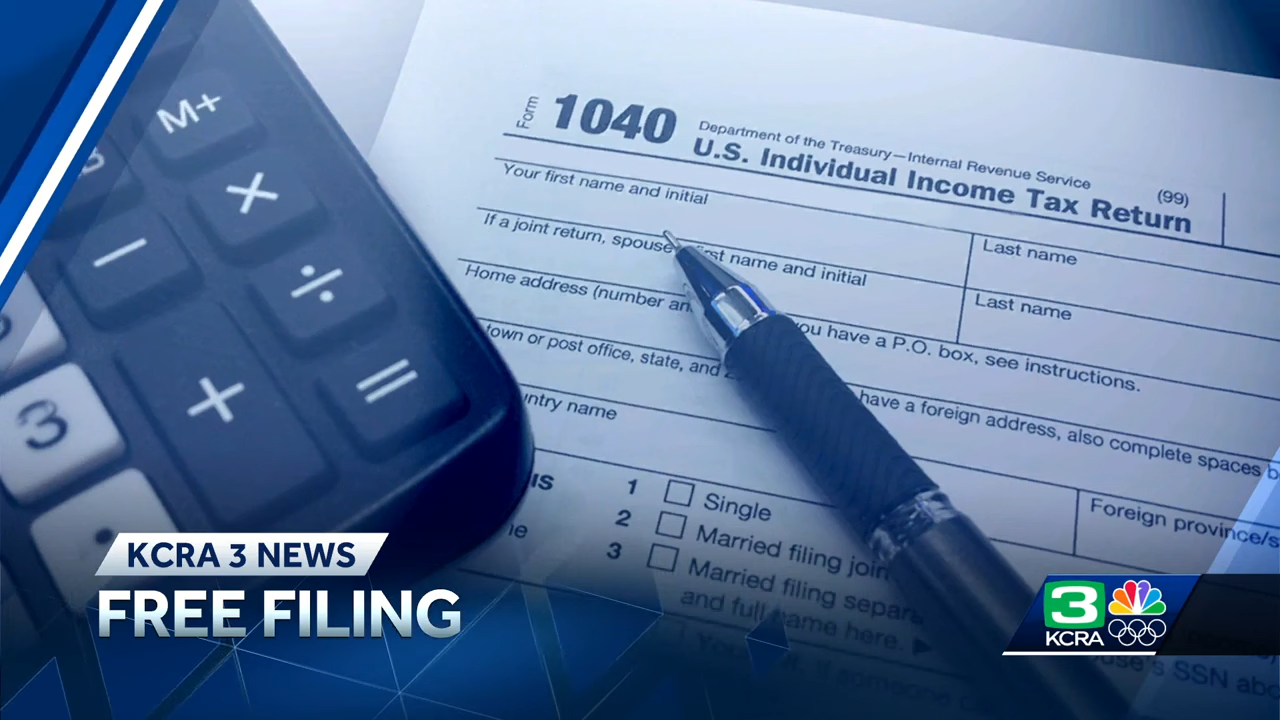 M+
×
−
÷
+
=
3
Form 1040
Department of the Treasury—Internal Revenue Service
(99)
U.S. Individual Income Tax Return
Your first name and initial
Last name
If a joint return, spouse first name and initial
Last name
Home address (number an
ou have a P.O. box, see instructions.
town or post office, state, and
have a foreign address, also complete spaces b
ntry name
Foreign province/s
1 Single
2 Married filing join
3 Married filing separa
and full name here. ►
KCRA 3 NEWS
FREE FILING
3
KCRA